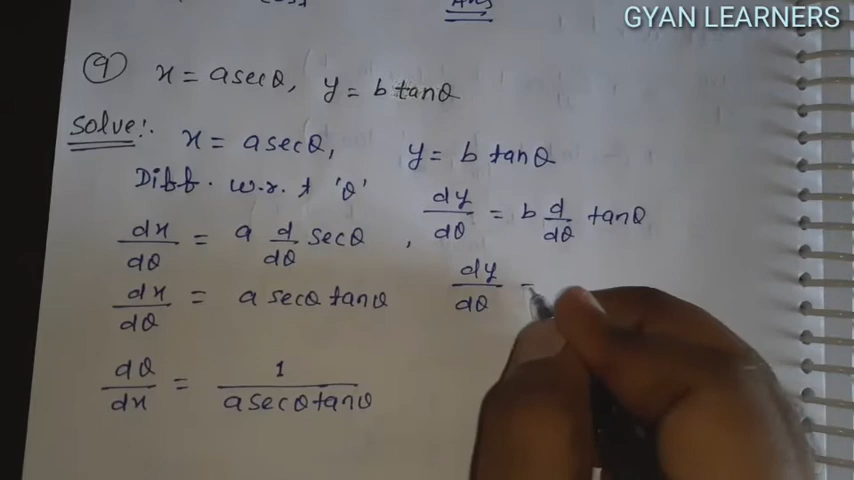 GYAN LEARNERS
Ans
9 x = a secθ, y = b tanθ
Solve:.
x = a secθ, y = b tanθ
Diff. w.r.t 'θ'
dx/dθ = a d/dθ secθ , dy/dθ = b d/dθ tanθ
dx/dθ = a secθ tanθ dy/dθ =
dθ/dx = 1/a secθ tanθ